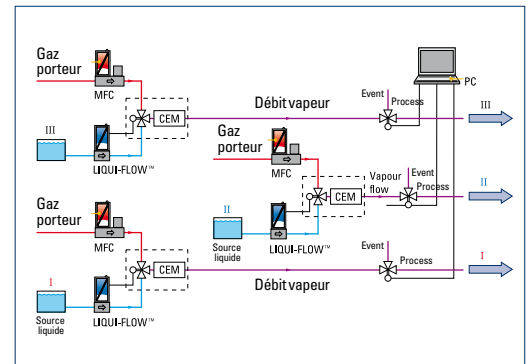 Gaz
porteur
MFC
III
LIQUI-FLOW™
CEM
Débit vapeur
Event
Process
PC
III
Gaz
porteur
MFC
II
Source
liquide
LIQUI-FLOW™
CEM
Vapour
flow
Event
Process
II
Gaz
porteur
MFC
I
Source
liquide
LIQUI-FLOW™
CEM
Débit vapeur
Event
Process
I